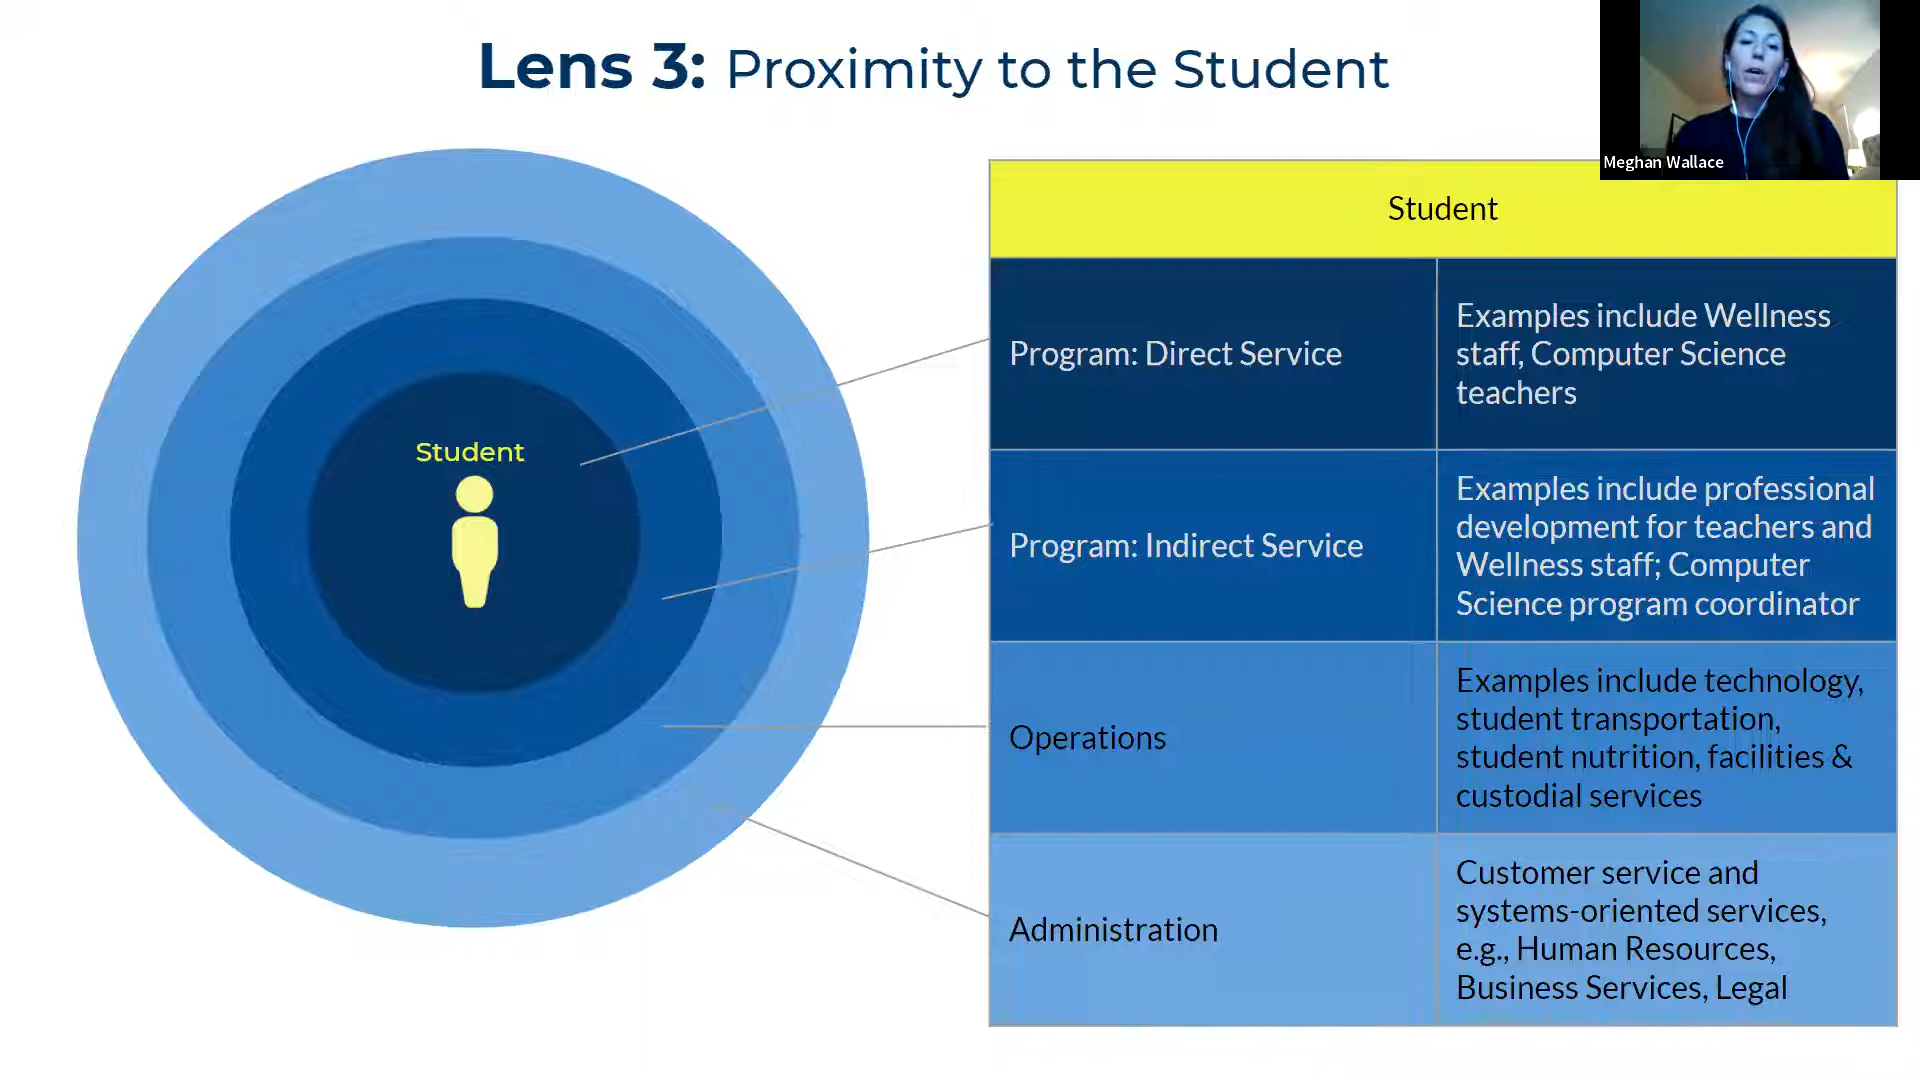 Lens 3: Proximity to the Student
Meghan Wallace
Student
Student
Program: Direct Service
Examples include Wellness
staff, Computer Science
teachers
Program: Indirect Service
Examples include professional
development for teachers and
Wellness staff; Computer
Science program coordinator
Operations
Examples include technology,
student transportation,
student nutrition, facilities &
custodial services
Administration
Customer service and
systems-oriented services,
e.g., Human Resources,
Business Services, Legal